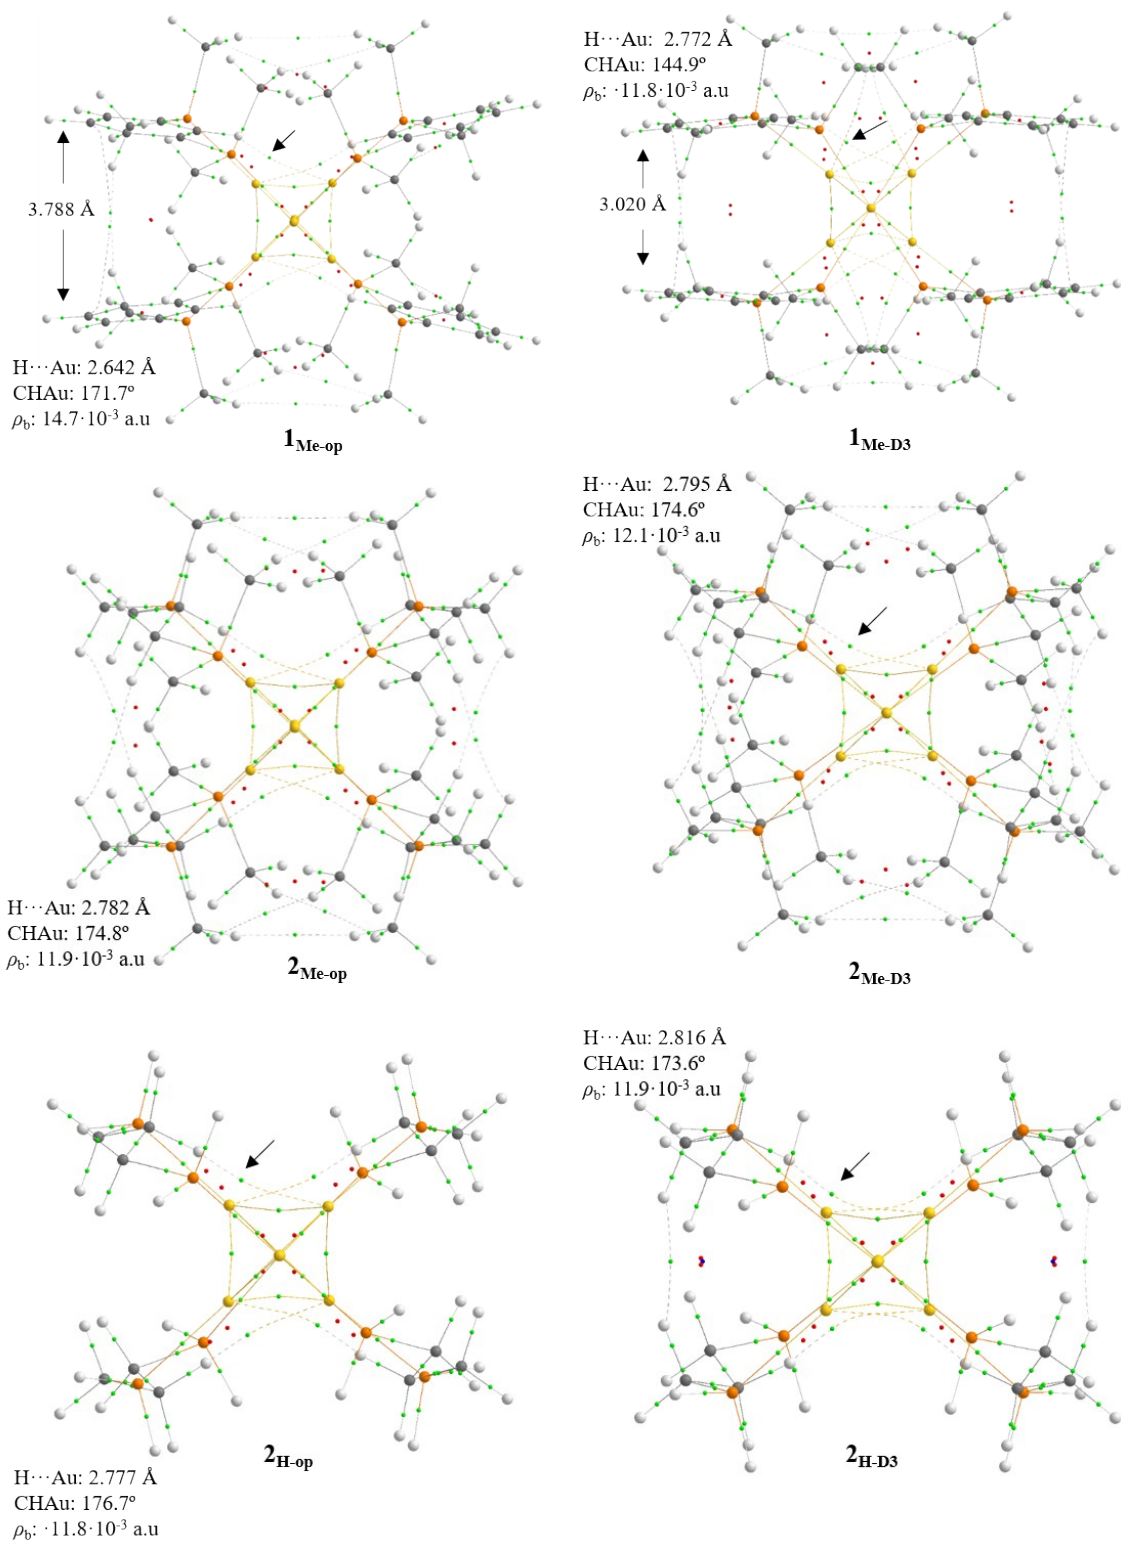 H···Au: 2.772 Å
CHAu: 144.9º
ρb: ·11.8·10-3 a.u
3.788 Å
3.020 Å
H···Au: 2.642 Å
CHAu: 171.7º
ρb: 14.7·10-3 a.u
1Me-op
1Me-D3
H···Au: 2.795 Å
CHAu: 174.6º
ρb: 12.1·10-3 a.u
H···Au: 2.782 Å
CHAu: 174.8º
ρb: 11.9·10-3 a.u
2Me-op
2Me-D3
H···Au: 2.816 Å
CHAu: 173.6º
ρb: 11.9·10-3 a.u
2H-op
2H-D3
H···Au: 2.777 Å
CHAu: 176.7º
ρb: ·11.8·10-3 a.u